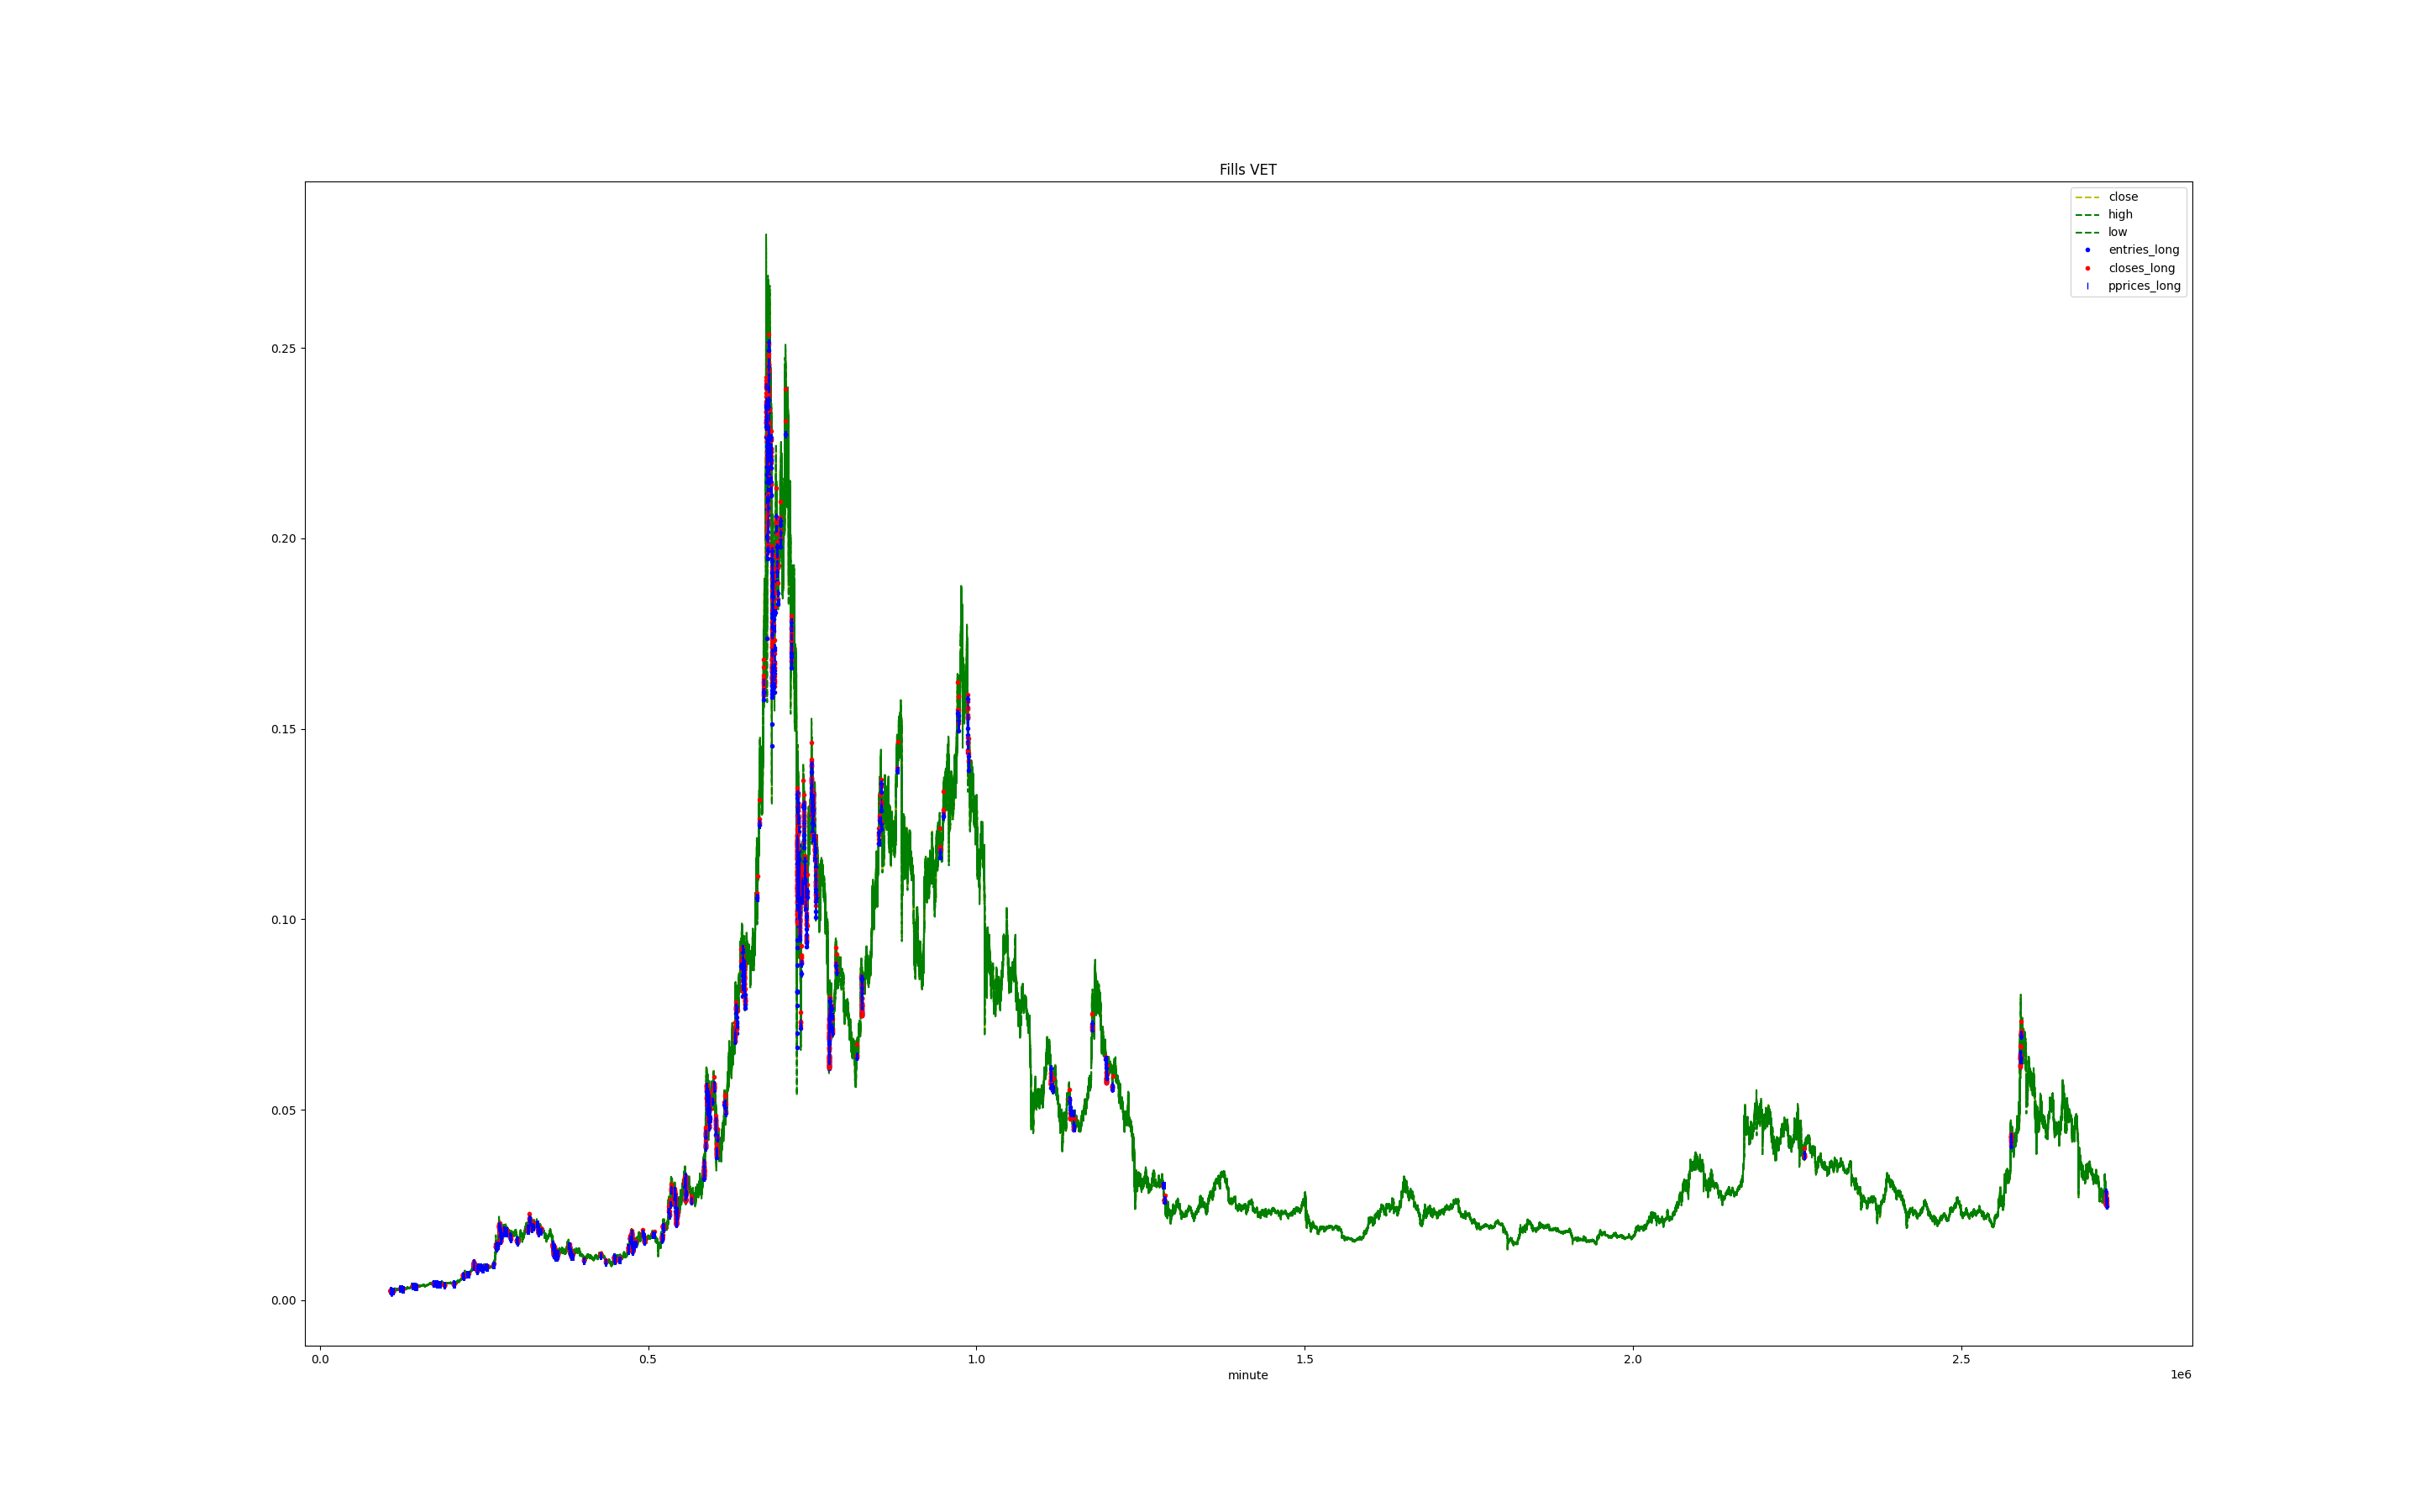 Fills VET
close
high
low
entries_long
closes_long
pprices_long
0.25
0.20
0.15
0.10
0.05
0.00
0.0 0.5 1.0 1.5 2.0 2.5
minute 1e6